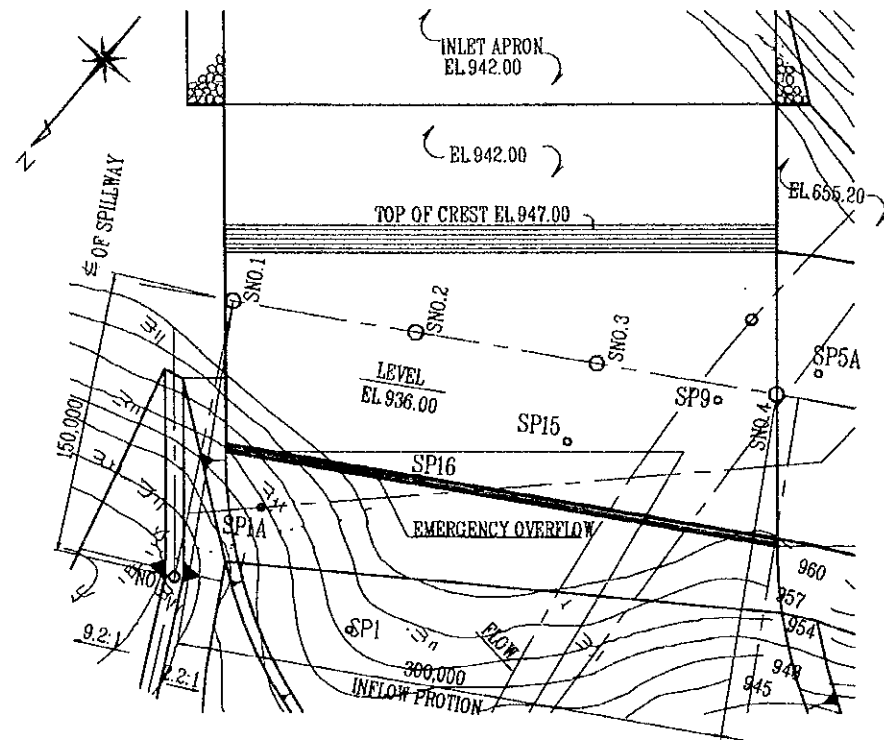 INLET APRON
EL.942.00
EL.942.00
EL.655.20
TOP OF CREST EL.947.00
N
OF SPILLWAY
SNO.1
SNO.2
SNO.3
SNO.4
SP5A
SP9
LEVEL
EL.936.00
SP15
SP16
150,000
SP1A
EMERGENCY OVERFLOW
960
957
954
948
945
SP1
FLOW
9.2:1
2.2:1
300,000
INFLOW PROTION